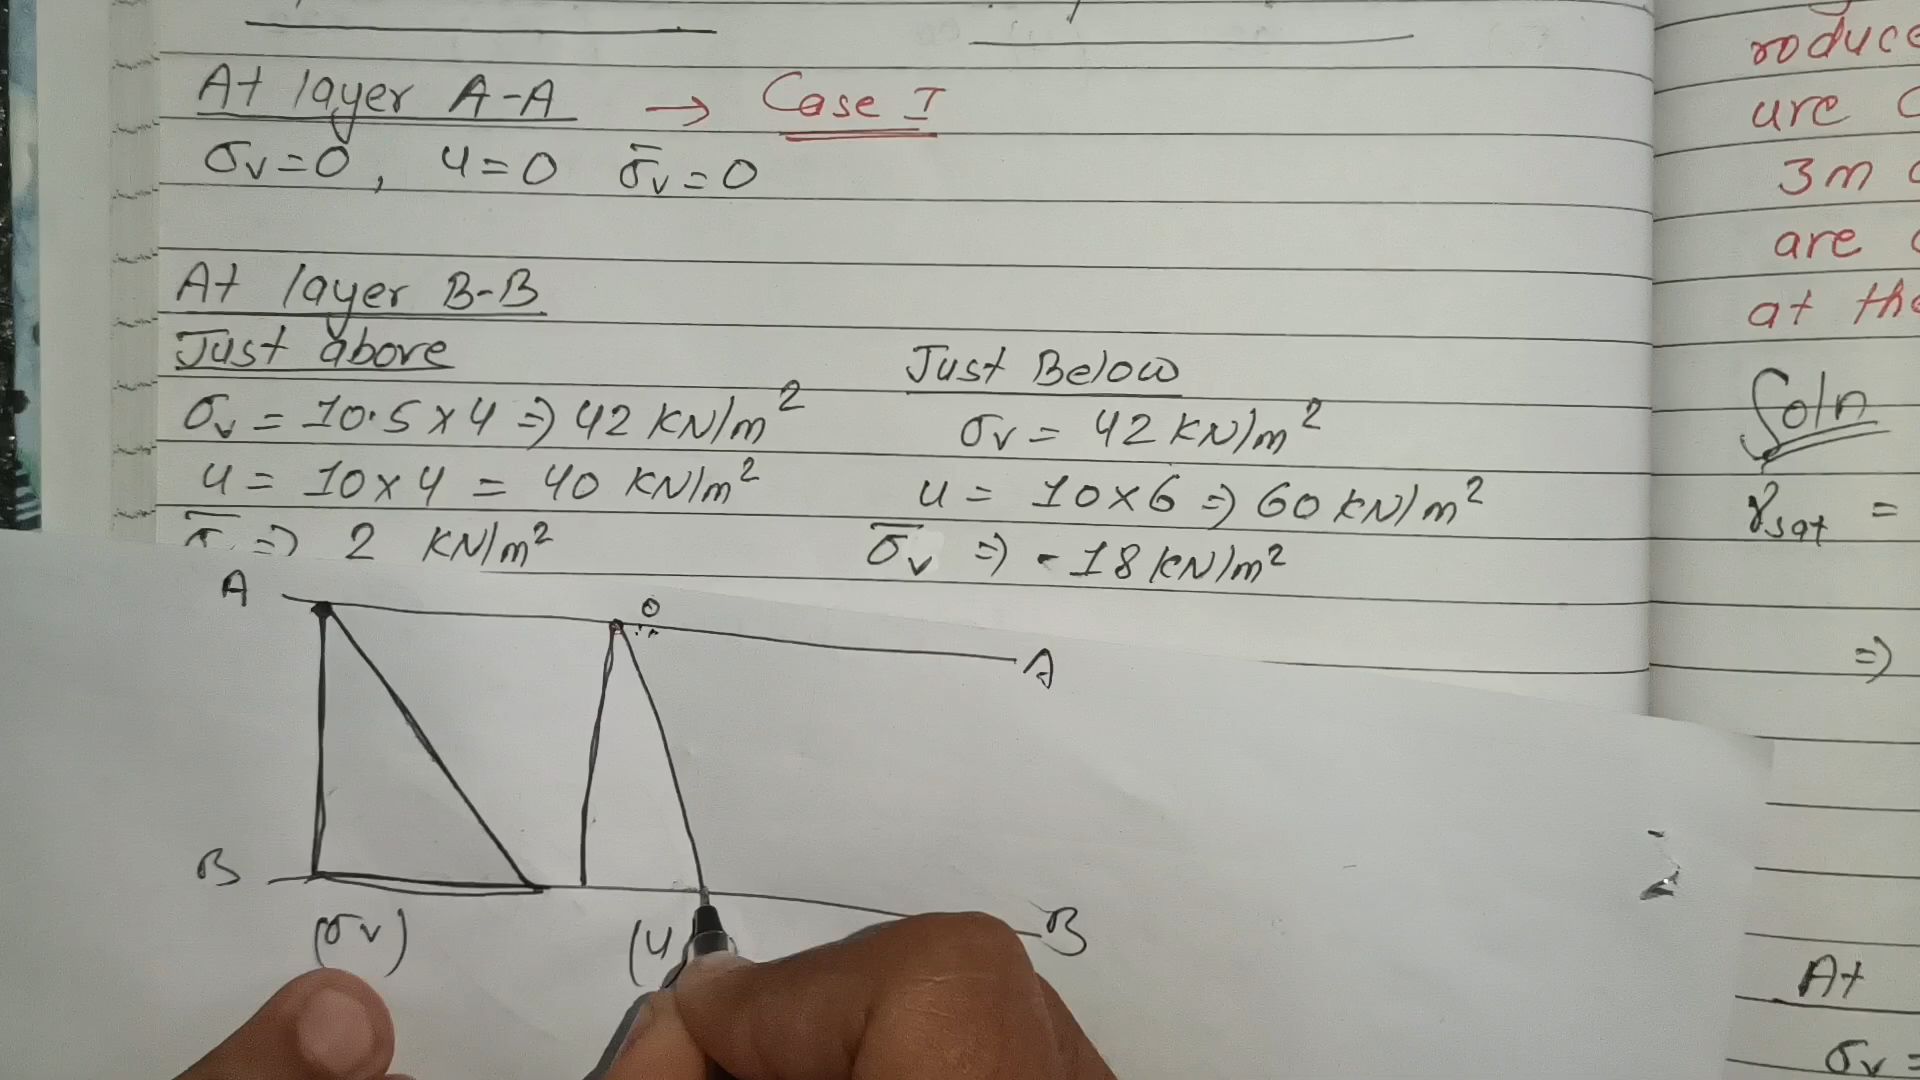 At layer A-A → Case I
σv=0, u=0 σ̄v=0
At layer B-B
Just above
σv = 10.5 x 4 => 42 KN/m²
u = 10 x 4 = 40 KN/m²
=> 2 KN/m²
Just Below
σv = 42 KN/m²
u = 10 x 6 => 60 KN/m²
σ̄v => - 18 KN/m²
A
0
A
B
B
(σv)
(u
ure
3m
are
at the
Soln
γsat =
=>
At
σv =